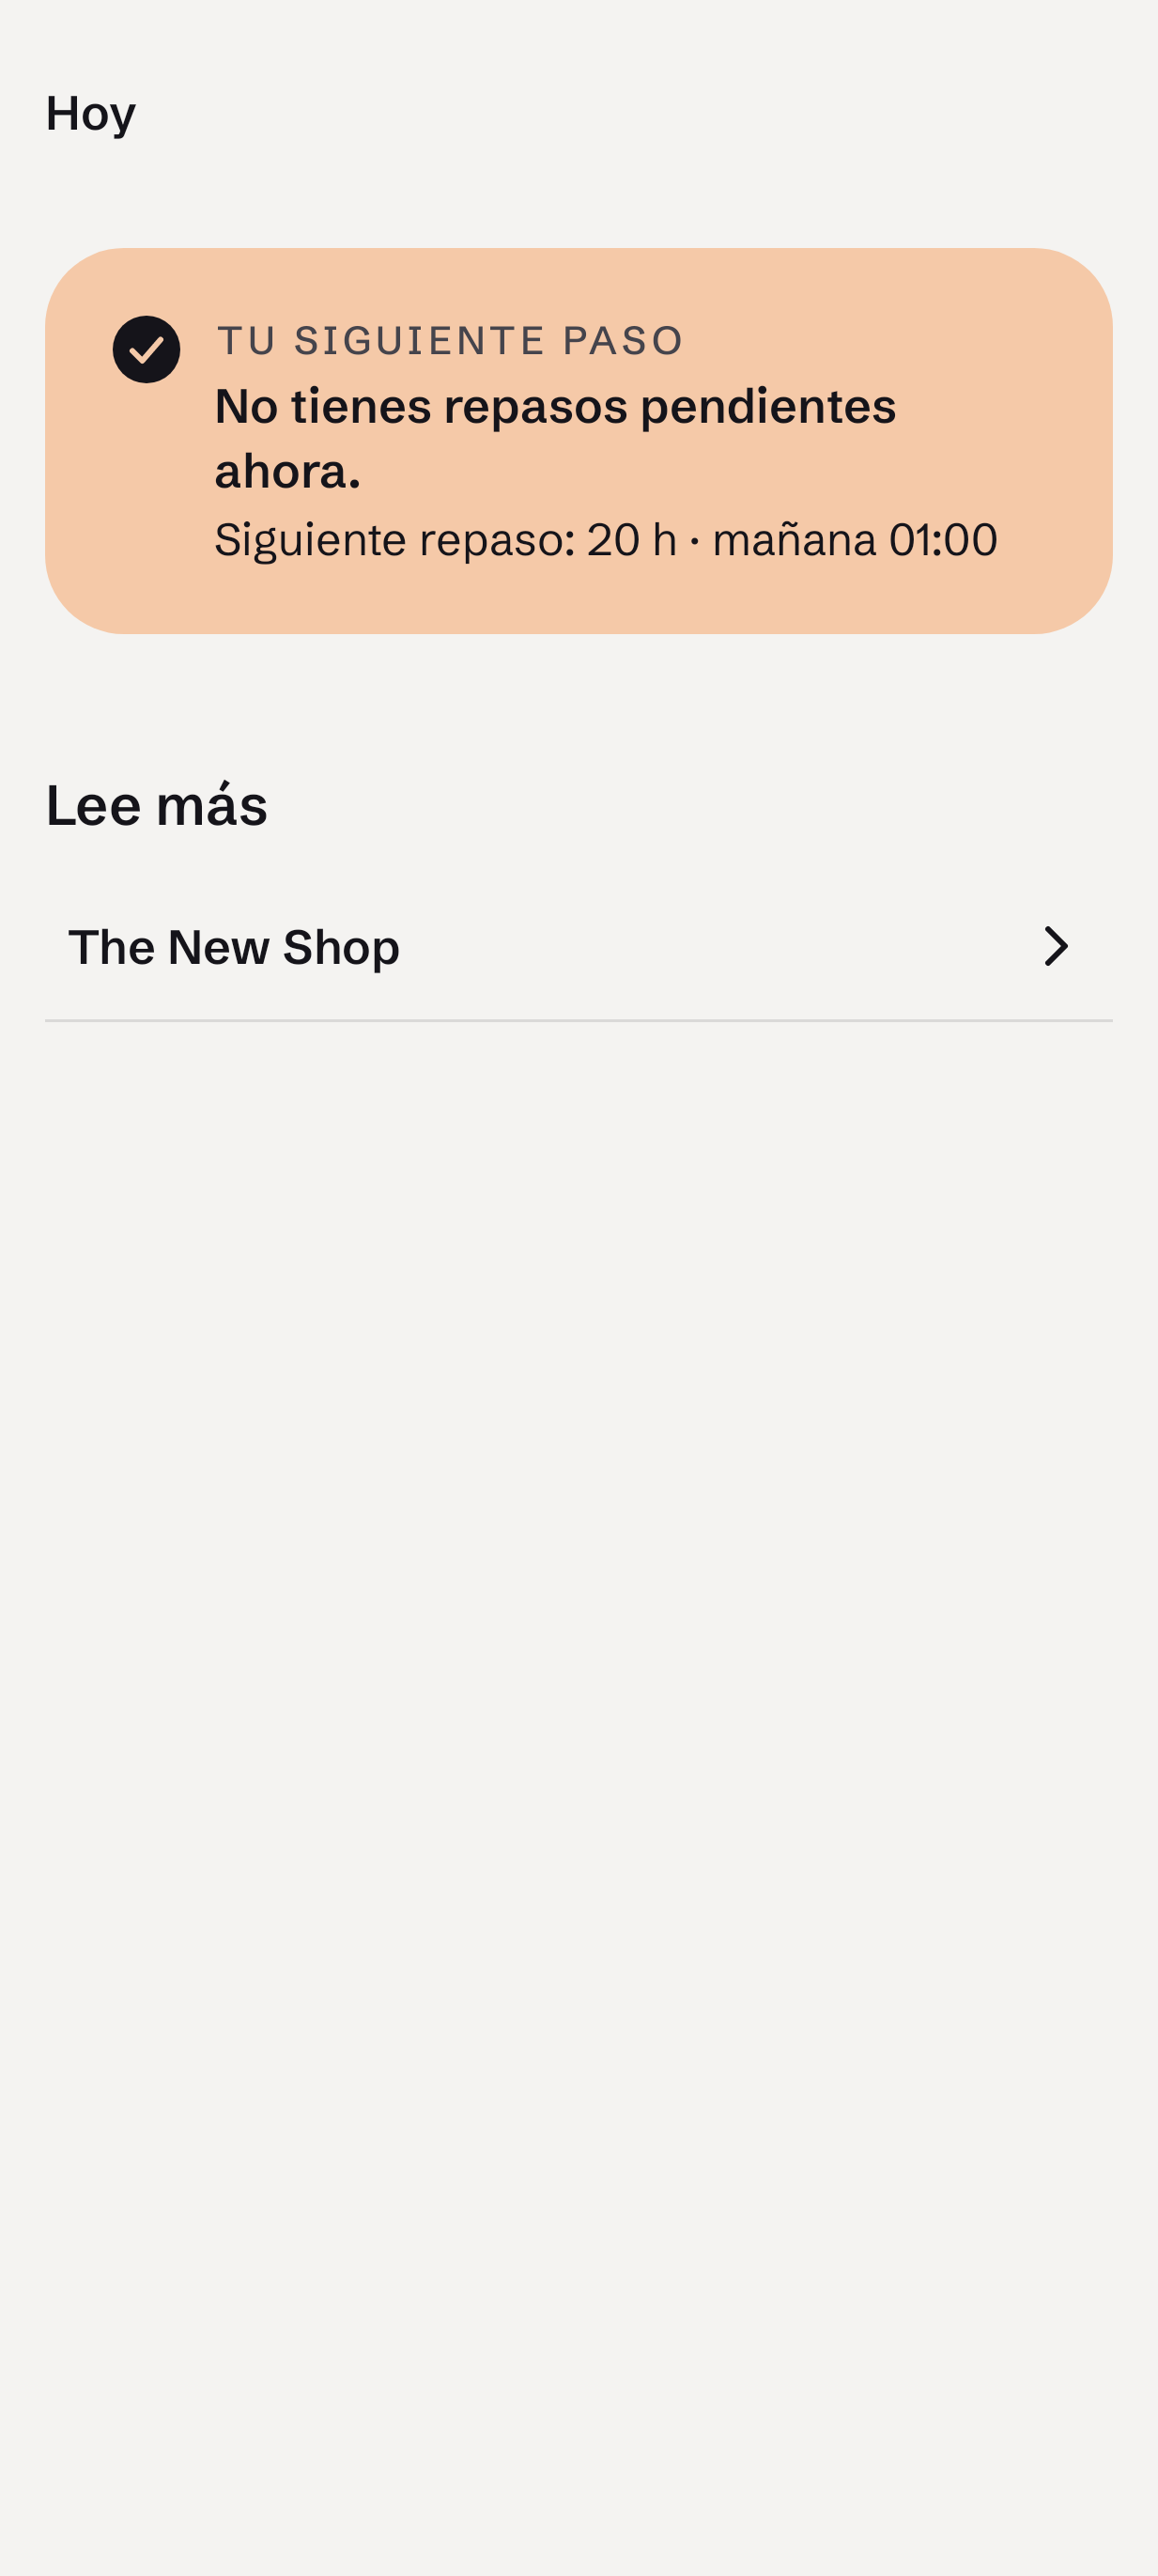 Hoy
TU SIGUIENTE PASO
No tienes repasos pendientes
ahora.
Siguiente repaso: 20 h · mañana 01:00
Lee más
The New Shop